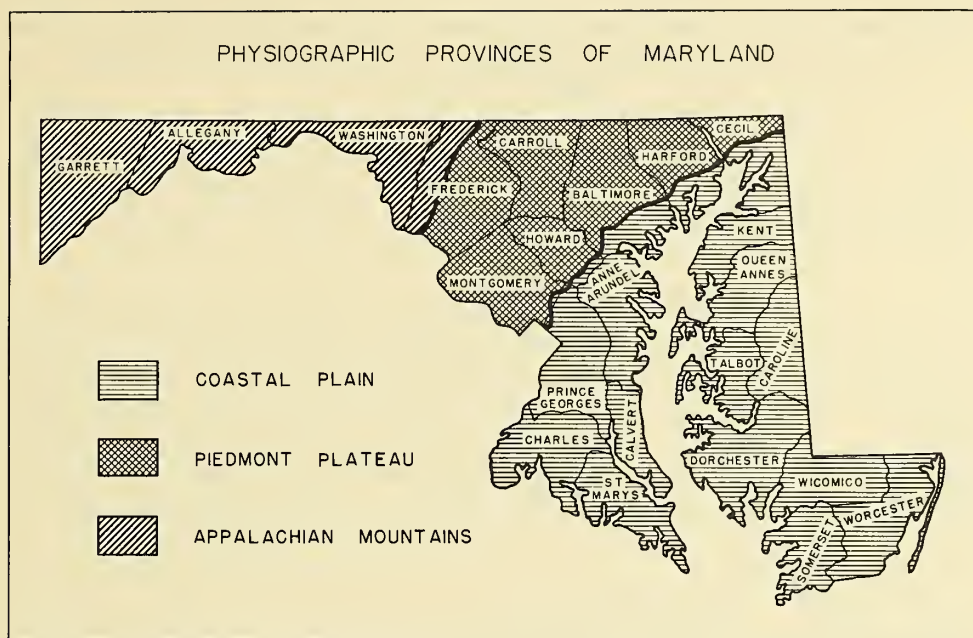 PHYSIOGRAPHIC PROVINCES OF MARYLAND
GARRETT
ALLEGANY
WASHINGTON
FREDERICK
CARROLL
BALTIMORE
HARFORD
CECIL
HOWARD
MONTGOMERY
ANNE
ARUNDEL
KENT
QUEEN
ANNES
TALBOT
CAROLINE
PRINCE
GEORGES
CALVERT
CHARLES
ST
MARYS
DORCHESTER
WICOMICO
WORCESTER
SOMERSET
COASTAL PLAIN
PIEDMONT PLATEAU
APPALACHIAN MOUNTAINS